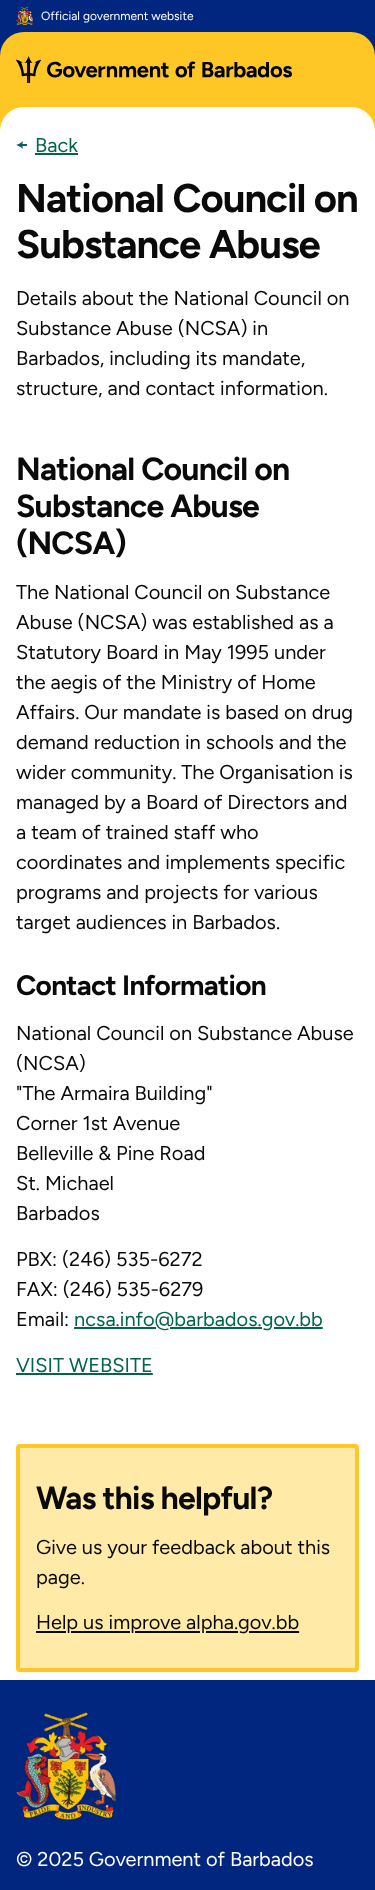 Official government website
Government of Barbados
← Back
National Council on
Substance Abuse
Details about the National Council on
Substance Abuse (NCSA) in
Barbados, including its mandate,
structure, and contact information.
National Council on
Substance Abuse
(NCSA)
The National Council on Substance
Abuse (NCSA) was established as a
Statutory Board in May 1995 under
the aegis of the Ministry of Home
Affairs. Our mandate is based on drug
demand reduction in schools and the
wider community. The Organisation is
managed by a Board of Directors and
a team of trained staff who
coordinates and implements specific
programs and projects for various
target audiences in Barbados.
Contact Information
National Council on Substance Abuse
(NCSA)
"The Armaira Building"
Corner 1st Avenue
Belleville & Pine Road
St. Michael
Barbados
PBX: (246) 535-6272
FAX: (246) 535-6279
Email: ncsa.info@barbados.gov.bb
VISIT WEBSITE
Was this helpful?
Give us your feedback about this
page.
Help us improve alpha.gov.bb
PRIDE AND INDUSTRY
© 2025 Government of Barbados